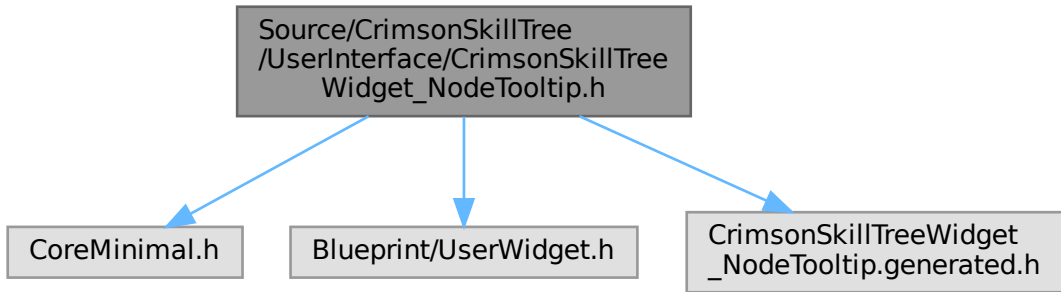 Source/CrimsonSkillTree
/UserInterface/CrimsonSkillTree
Widget_NodeTooltip.h
CoreMinimal.h
Blueprint/UserWidget.h
CrimsonSkillTreeWidget
_NodeTooltip.generated.h